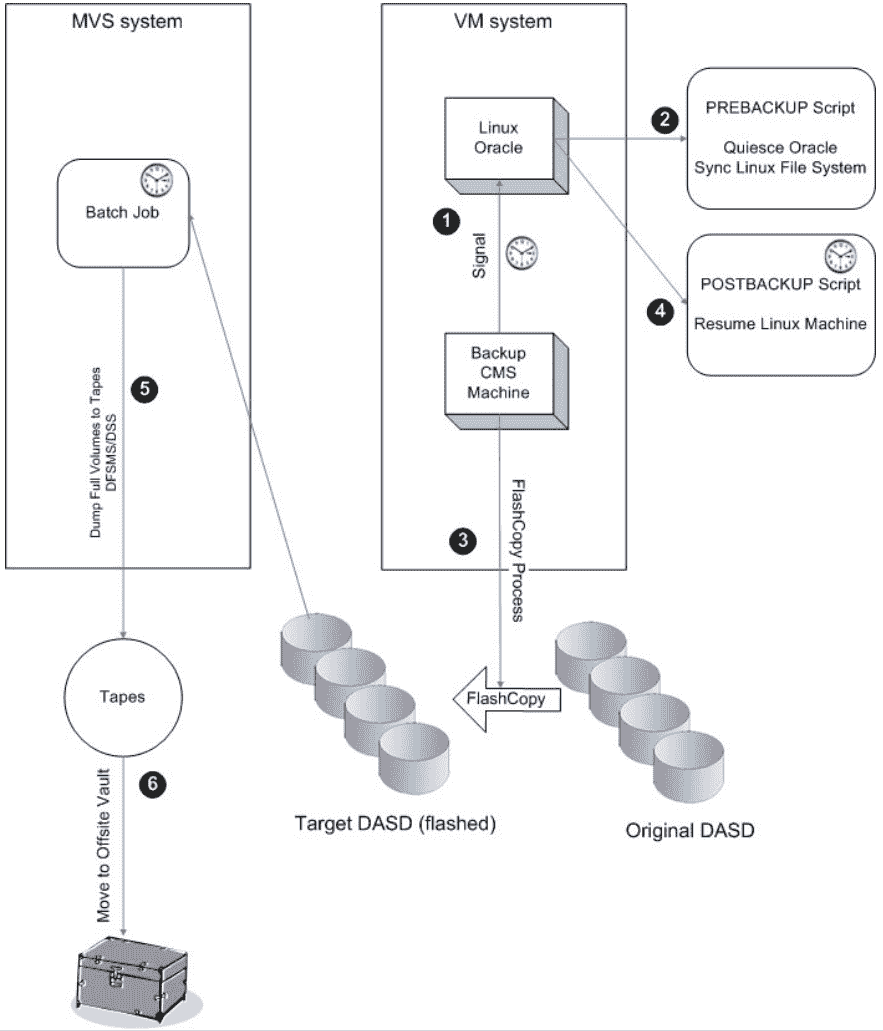 MVS system
VM system
Linux
Oracle
2
PREBACKUP Script
Quiesce Oracle
Sync Linux File System
Batch Job
1
Signal
4
POSTBACKUP Script
Resume Linux Machine
Backup
CMS
Machine
5
Dump Full Volumes to Tapes
DFSMS/DSS
3
FlashCopy Process
Tapes
FlashCopy
6
Move to Offsite Vault
Target DASD (flashed)
Original DASD